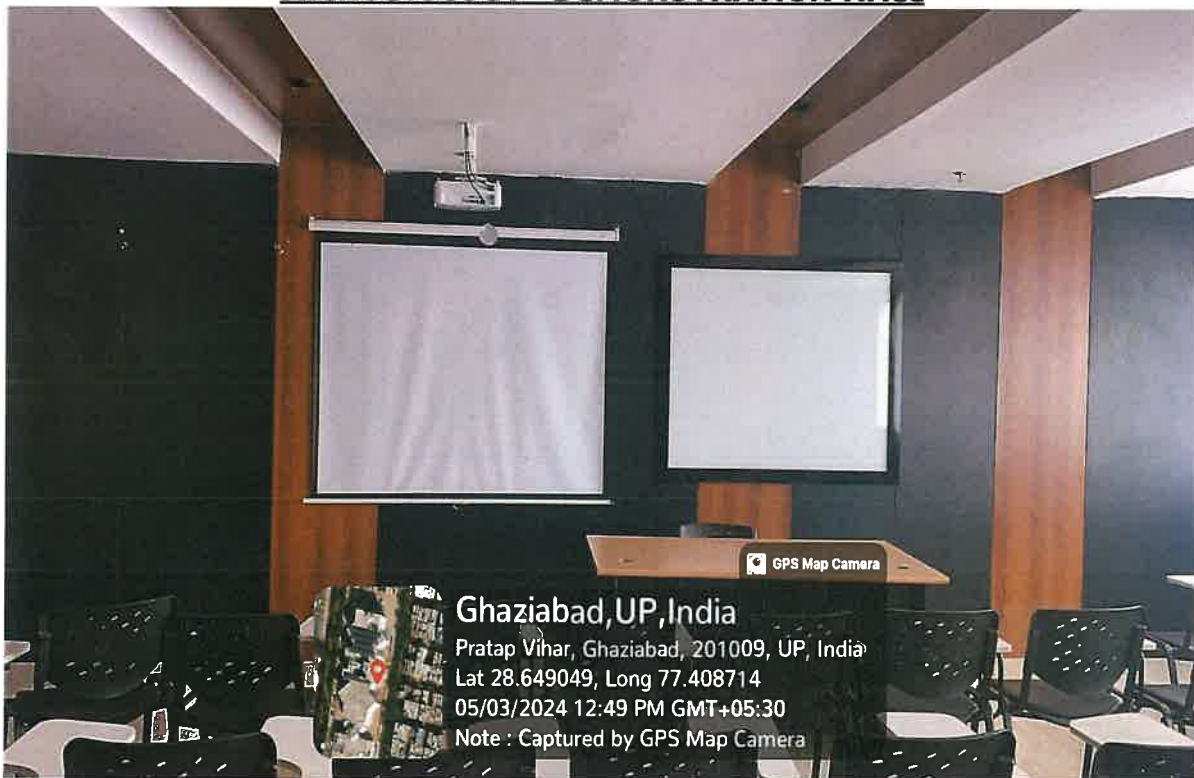 GPS Map Camera
Ghaziabad,UP,India
Pratap Vihar, Ghaziabad, 201009, UP, India
Lat 28.649049, Long 77.408714
05/03/2024 12:49 PM GMT+05:30
Note : Captured by GPS Map Camera